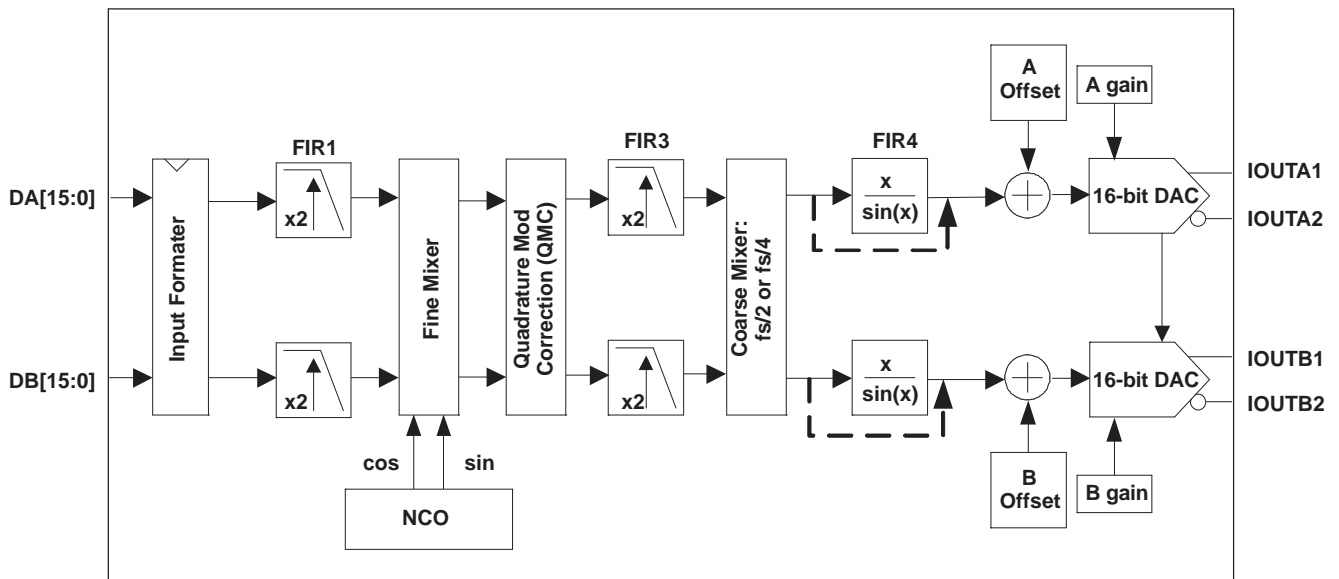 A
Offset
A gain
FIR1
FIR3
FIR4
DA[15:0]
Input Formater
x2
Fine Mixer
Quadrature Mod
Correction (QMC)
x2
Coarse Mixer:
fs/2 or fs/4
x
sin(x)
16-bit DAC
IOUTA1
IOUTA2
DB[15:0]
x2
x2
x
sin(x)
16-bit DAC
IOUTB1
IOUTB2
cos
sin
NCO
B
Offset
B gain